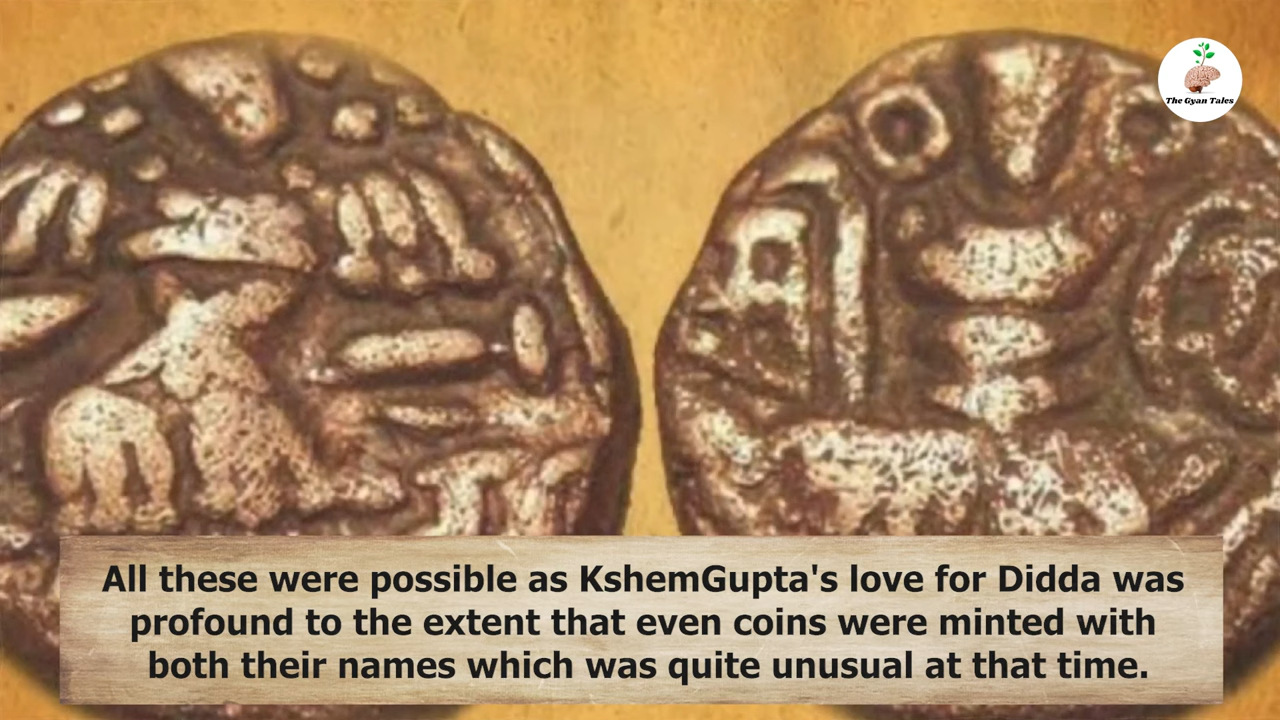 The Gyan Tales
All these were possible as KshemGupta's love for Didda was
profound to the extent that even coins were minted with
both their names which was quite unusual at that time.